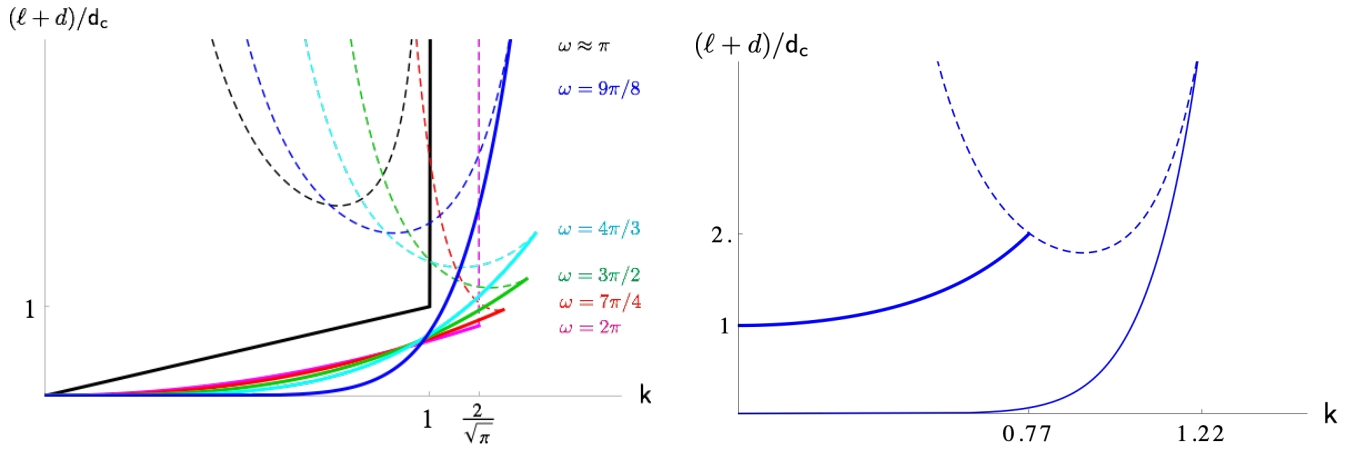 (ℓ + d)/d_c
ω ≈ π
ω = 9π/8
ω = 4π/3
ω = 3π/2
ω = 7π/4
ω = 2π
1
1
2/√π
k
(ℓ + d)/d_c
2.
1
0.77
1.22
k